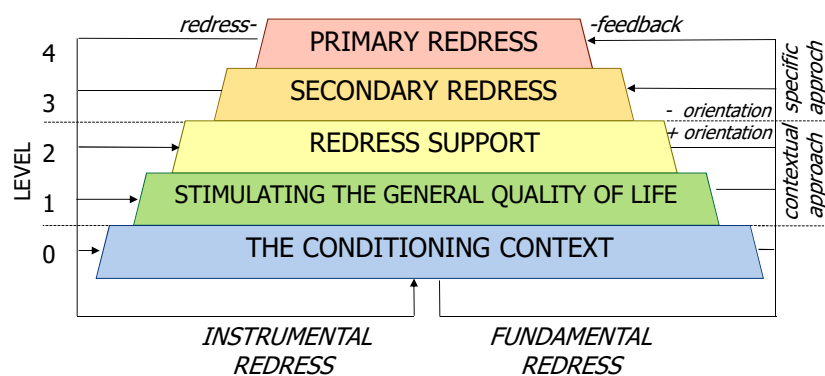 redress-
-feedback
4
PRIMARY REDRESS
3
SECONDARY REDRESS
specific
approch
- orientation
LEVEL
2
REDRESS SUPPORT
+ orientation
1
STIMULATING THE GENERAL QUALITY OF LIFE
contextual
approach
0
THE CONDITIONING CONTEXT
INSTRUMENTAL
REDRESS
FUNDAMENTAL
REDRESS